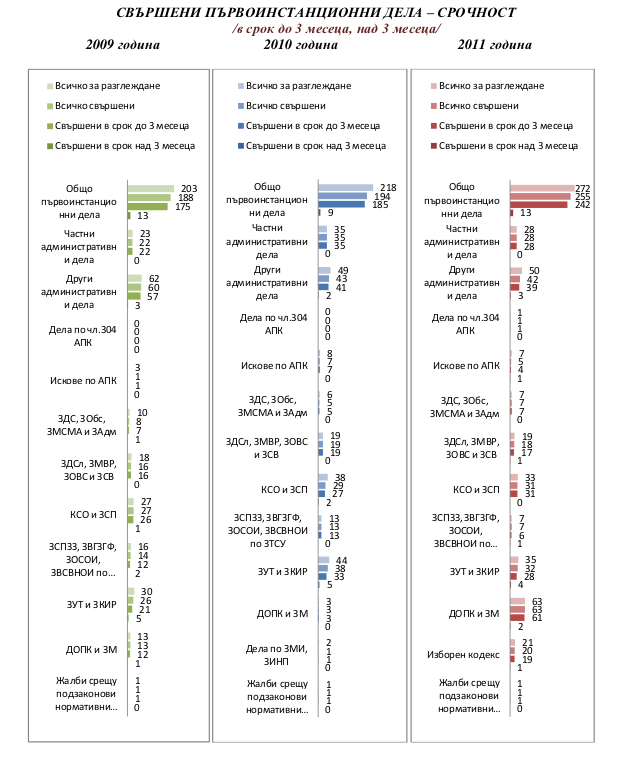 СВЪРШЕНИ ПЪРВОИНСТАНЦИОННИ ДЕЛА – СРОЧНОСТ
/в срок до 3 месеца, над 3 месеца/
2009 година
2010 година
2011 година
Всичко за разглеждане
Всичко свършени
Свършени в срок до 3 месеца
Свършени в срок над 3 месеца
Общо
първоинстанцио
нни дела
203
188
175
13
Частни
административн
и дела
23
22
22
0
Други
административн
и дела
62
60
57
3
Дела по чл.304
АПК
0
0
0
0
Искове по АПК
3
1
1
0
ЗДС, ЗОбс,
ЗМСМА и ЗАдм
10
8
7
1
ЗДСл, ЗМВР,
ЗОВС и ЗСВ
18
16
16
0
КСО и ЗСП
27
27
26
1
ЗСПЗЗ, ЗВГЗГФ,
ЗОСОИ,
ЗВСВНОИ по...
16
14
12
2
ЗУТ и ЗКИР
30
26
21
5
ДОПК и ЗМ
13
13
12
1
Жалби срещу
подзаконови
нормативни...
1
1
1
0
Всичко за разглеждане
Всичко свършени
Свършени в срок до 3 месеца
Свършени в срок над 3 месеца
Общо
първоинстанцион
ни дела
218
194
185
9
Частни
административни
дела
35
35
35
0
Други
административни
дела
49
43
41
2
Дела по чл.304
АПК
0
0
0
0
Искове по АПК
8
7
7
0
ЗДС, ЗОбс,
ЗМСМА и ЗАдм
6
5
5
0
ЗДСл, ЗМВР, ЗОВС
и ЗСВ
19
19
19
0
КСО и ЗСП
38
29
27
2
ЗСПЗЗ, ЗВГЗГФ,
ЗОСОИ, ЗВСВНОИ
по ЗТСУ
13
13
13
0
ЗУТ и ЗКИР
44
38
33
5
ДОПК и ЗМ
3
3
3
0
Дела по ЗМИ,
ЗИНП
2
1
1
0
Жалби срещу
подзаконови
нормативни...
1
1
1
0
Всичко за разглеждане
Всичко свършени
Свършени в срок до 3 месеца
Свършени в срок над 3 месеца
Общо
първоинстанцио
нни дела
272
255
242
13
Частни
административн
и дела
28
28
28
0
Други
административн
и дела
50
42
39
3
Дела по чл.304
АПК
1
1
1
0
Искове по АПК
7
5
4
1
ЗДС, ЗОбс,
ЗМСМА и ЗАдм
7
7
7
0
ЗДСл, ЗМВР,
ЗОВС и ЗСВ
19
18
17
1
КСО и ЗСП
33
31
31
0
ЗСПЗЗ, ЗВГЗГФ,
ЗОСОИ,
ЗВСВНОИ по...
7
7
6
1
ЗУТ и ЗКИР
35
32
28
4
ДОПК и ЗМ
63
63
61
2
Изборен кодекс
21
20
19
1
Жалби срещу
подзаконови
нормативни...
1
1
1
0